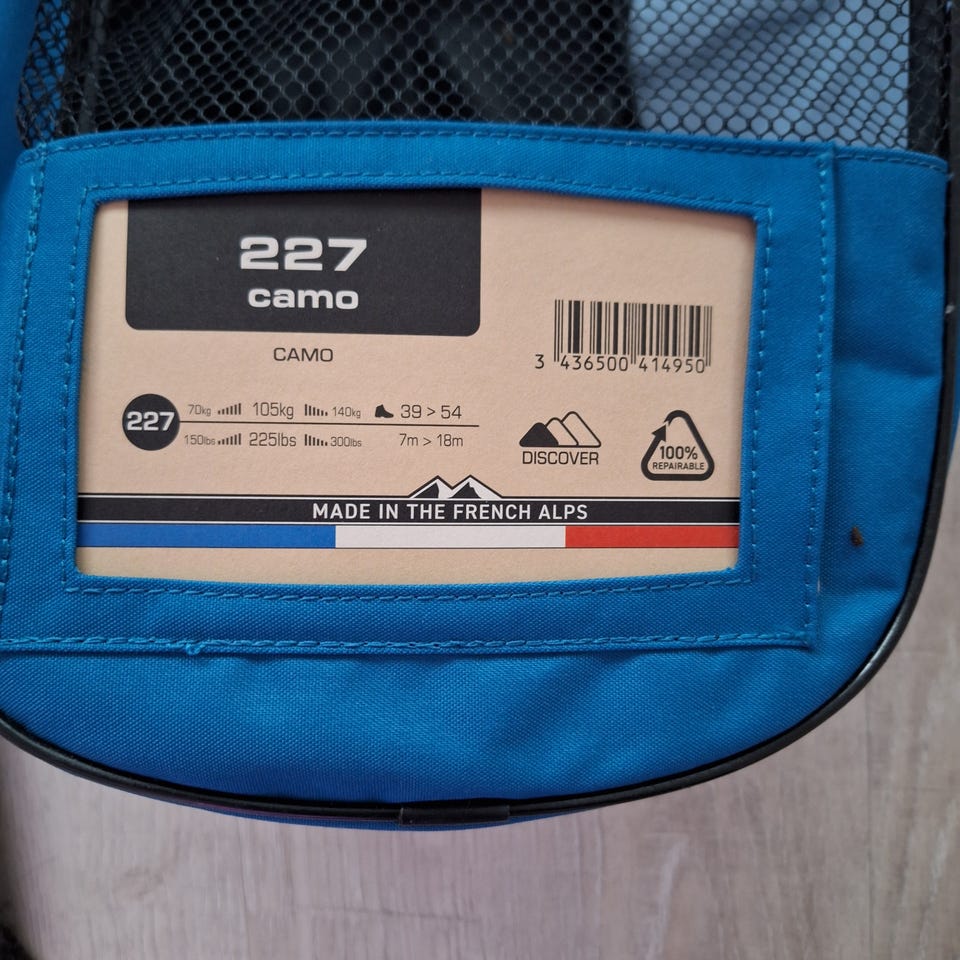 227
camo
CAMO
3 436500 414950
227
70kg 105kg 140kg 39 > 54
150lbs 225lbs 300lbs 7m > 18m
DISCOVER
100%
REPAIRABLE
MADE IN THE FRENCH ALPS